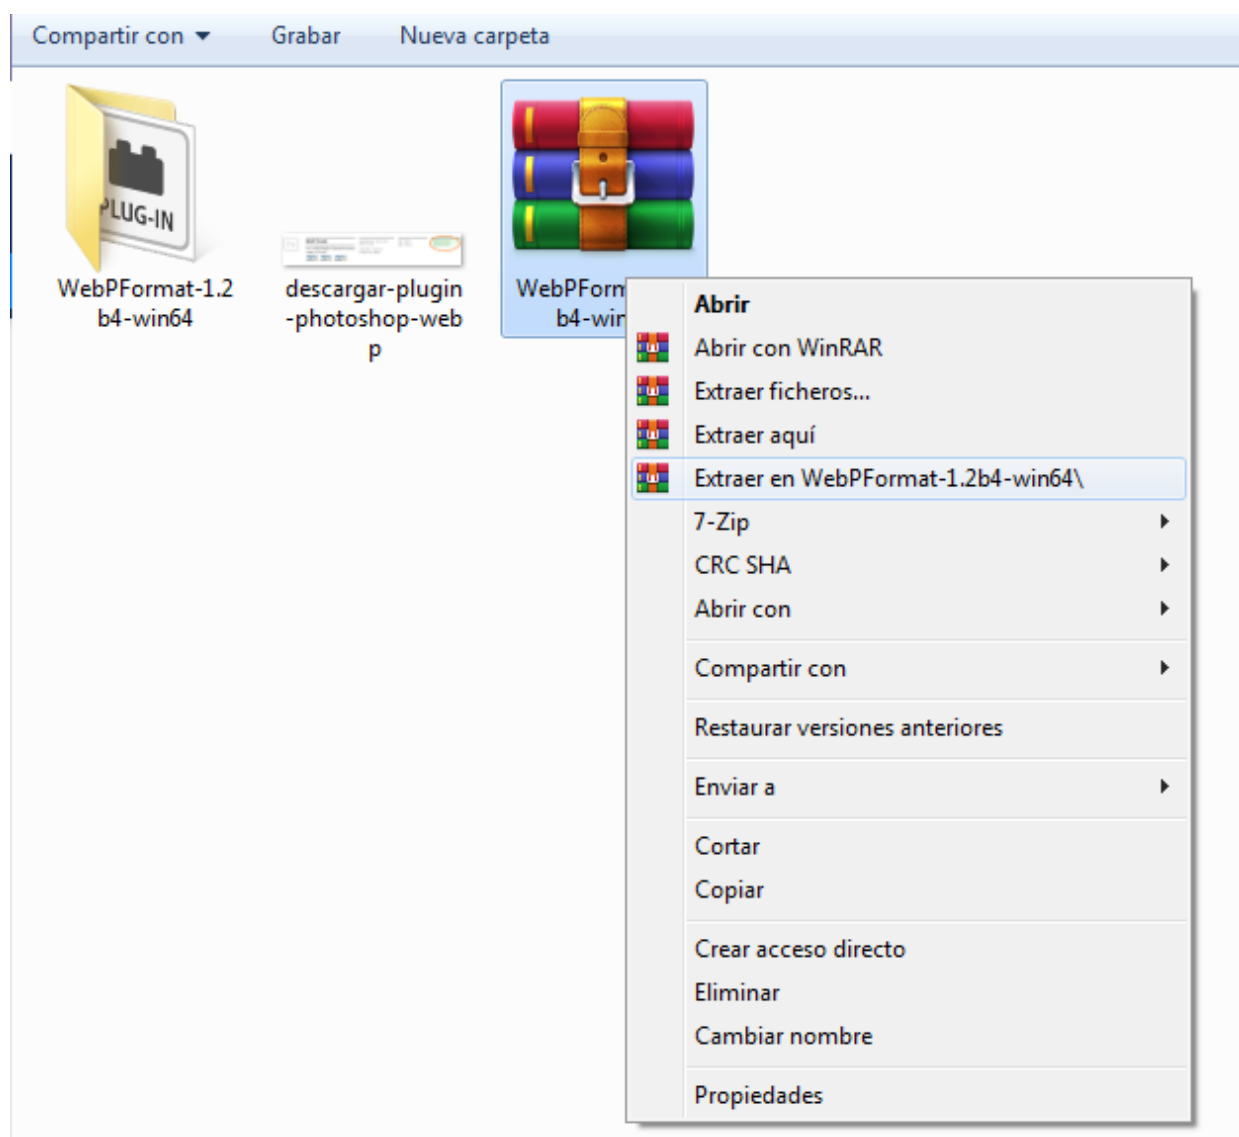 Compartir con Grabar Nueva carpeta
PLUG-IN
WebPFormat-1.2
b4-win64
descargar-plugin
-photoshop-web
p
WebPForm
b4-win
Abrir
Abrir con WinRAR
Extraer ficheros...
Extraer aquí
Extraer en WebPFormat-1.2b4-win64\
7-Zip
CRC SHA
Abrir con
Compartir con
Restaurar versiones anteriores
Enviar a
Cortar
Copiar
Crear acceso directo
Eliminar
Cambiar nombre
Propiedades